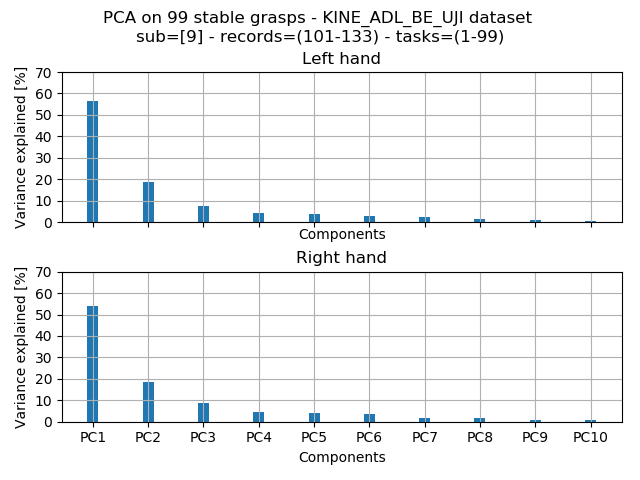 PCA on 99 stable grasps - KINE_ADL_BE_UJI dataset
sub=[9] - records=(101-133) - tasks=(1-99)
Left hand
Variance explained [%]
70
60
50
40
30
20
10
0
Components
Right hand
Variance explained [%]
70
60
50
40
30
20
10
0
PC1 PC2 PC3 PC4 PC5 PC6 PC7 PC8 PC9 PC10
Components